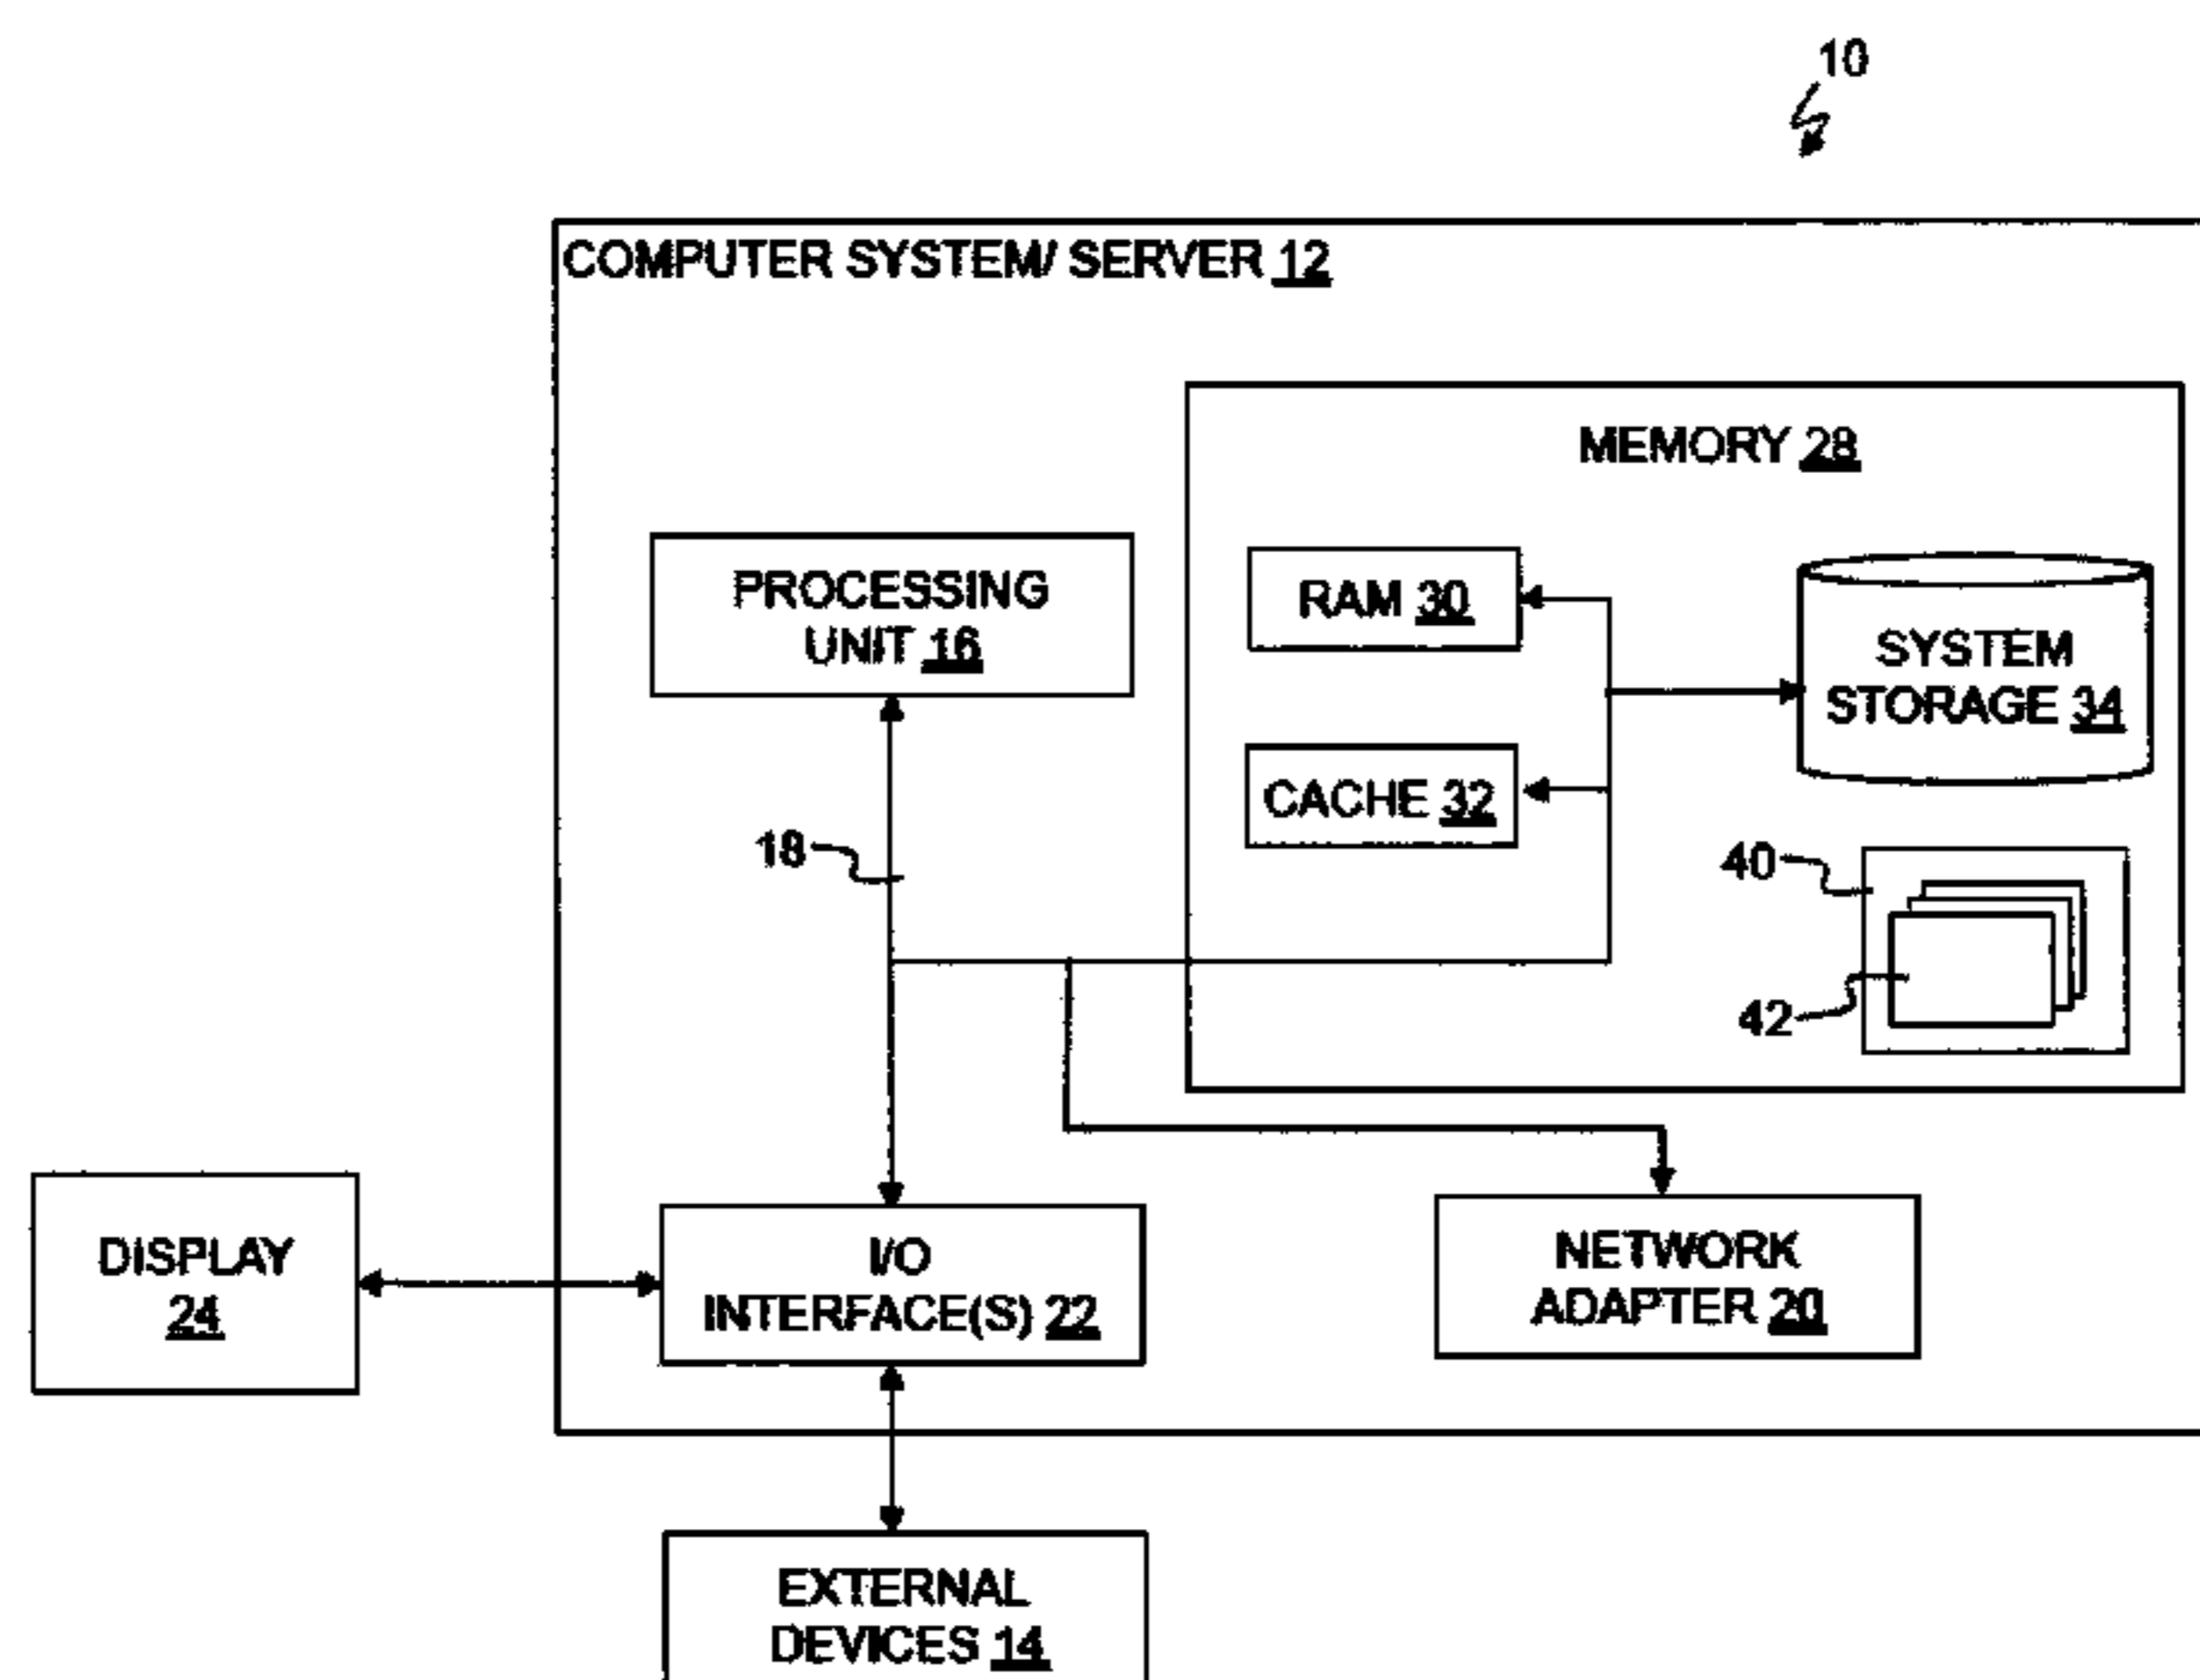 10
COMPUTER SYSTEM/ SERVER 12
MEMORY 28
PROCESSING
UNIT 16
RAM 30
SYSTEM
STORAGE 34
CACHE 32
18
40
42
DISPLAY
24
I/O
INTERFACE(S) 22
NETWORK
ADAPTER 20
EXTERNAL
DEVICES 14